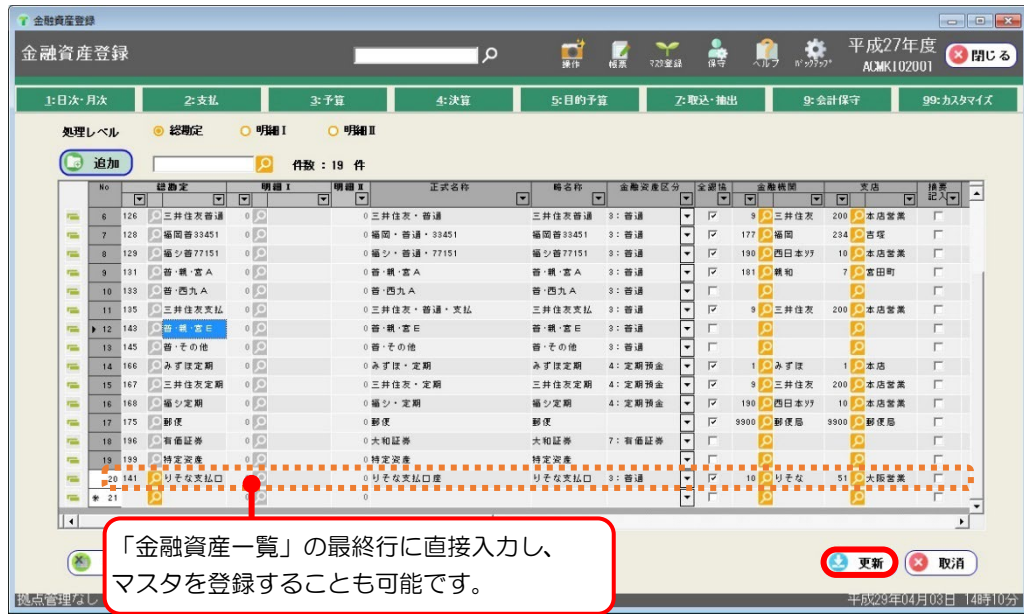 金融資産登録
金融資産登録
操作 帳票 マスタ登録 保守 ヘルプ ﾊﾞｯｸｱｯﾌﾟ 平成27年度 ACMK102001 閉じる
1:日次・月次 2:支払 3:予算 4:決算 5:目的予算 7:取込・抽出 9:会計保守 99:カスタマイズ
処理レベル 総勘定 明細Ⅰ 明細Ⅱ
追加 件数 : 19 件
No 総勘定 明細Ⅰ 明細Ⅱ 正式名称 略名称 金融資産区分 全銀協 金融機関 支店 摘要記入
6 126 三井住友普通 0 0 三井住友・普通 三井住友普通 3:普通 9 三井住友 200 本店営業
7 128 福岡普33451 0 0 福岡・普通・33451 福岡普33451 3:普通 177 福岡 234 吉塚
8 129 福シ普77151 0 0 福シ・普通・77151 福シ普77151 3:普通 190 西日本ｼﾃ 10 本店営業
9 131 普・親・宮A 0 0 普・親・宮A 普・親・宮A 3:普通 181 親和 7 宮田町
10 133 普・西九A 0 0 普・西九A 普・西九A 3:普通
11 135 三井住友支払 0 0 三井住友・普通・支払 三井住友支払 3:普通 9 三井住友 200 本店営業
12 143 普・親・宮E 0 0 普・親・宮E 普・親・宮E 3:普通
13 145 普・その他 0 0 普・その他 普・その他 3:普通
14 166 みずほ定期 0 0 みずほ・定期 みずほ定期 4:定期預金 1 みずほ 1 本店
15 167 三井住友定期 0 0 三井住友・定期 三井住友定期 4:定期預金 9 三井住友 200 本店営業
16 168 福シ定期 0 0 福シ・定期 福シ定期 4:定期預金 190 西日本ｼﾃ 10 本店営業
17 175 郵便 0 0 郵便 郵便 9900 郵便局 9900 郵便局
18 196 有価証券 0 0 大和証券 大和証券 7:有価証券
19 199 特定資産 0 0 特定資産 特定資産
20 141 りそな支払口 0 0 りそな支払口座 りそな支払口 3:普通 10 りそな 51 大阪営業
* 21 0 0
「金融資産一覧」の最終行に直接入力し、
マスタを登録することも可能です。
更新 取消
拠点管理なし 平成29年04月03日 14時10分